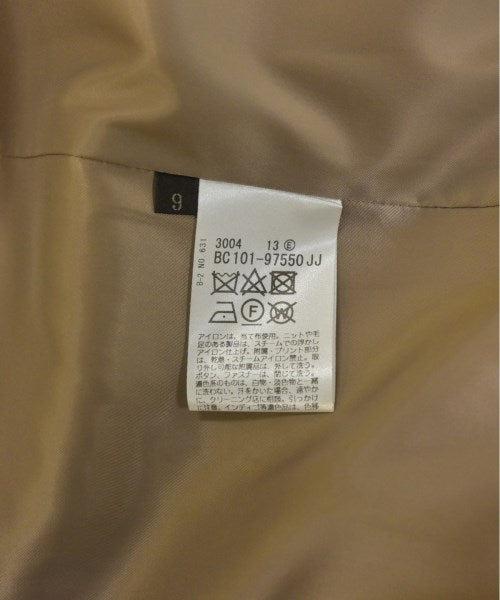 9
B-2 NO 631
3004 13 Ⓔ
BC101-97550 JJ
F
W
アイロンは、当て布使用。ニットや毛
足のある製品は、スチームでの浮かし
アイロン仕上げ。附属・プリント部分
は、乾燥・スチームアイロン禁止。取
り外し可能な附属品は、外して洗う。
ボタン、ファスナーは、閉じて洗う。
濃色系のものは、白物・淡色物と一緒
に洗わない。汗をかいた場合、速やか
に、クリーニング店に相談。引っかけ
に注意。インディゴ等濃色品は、色移